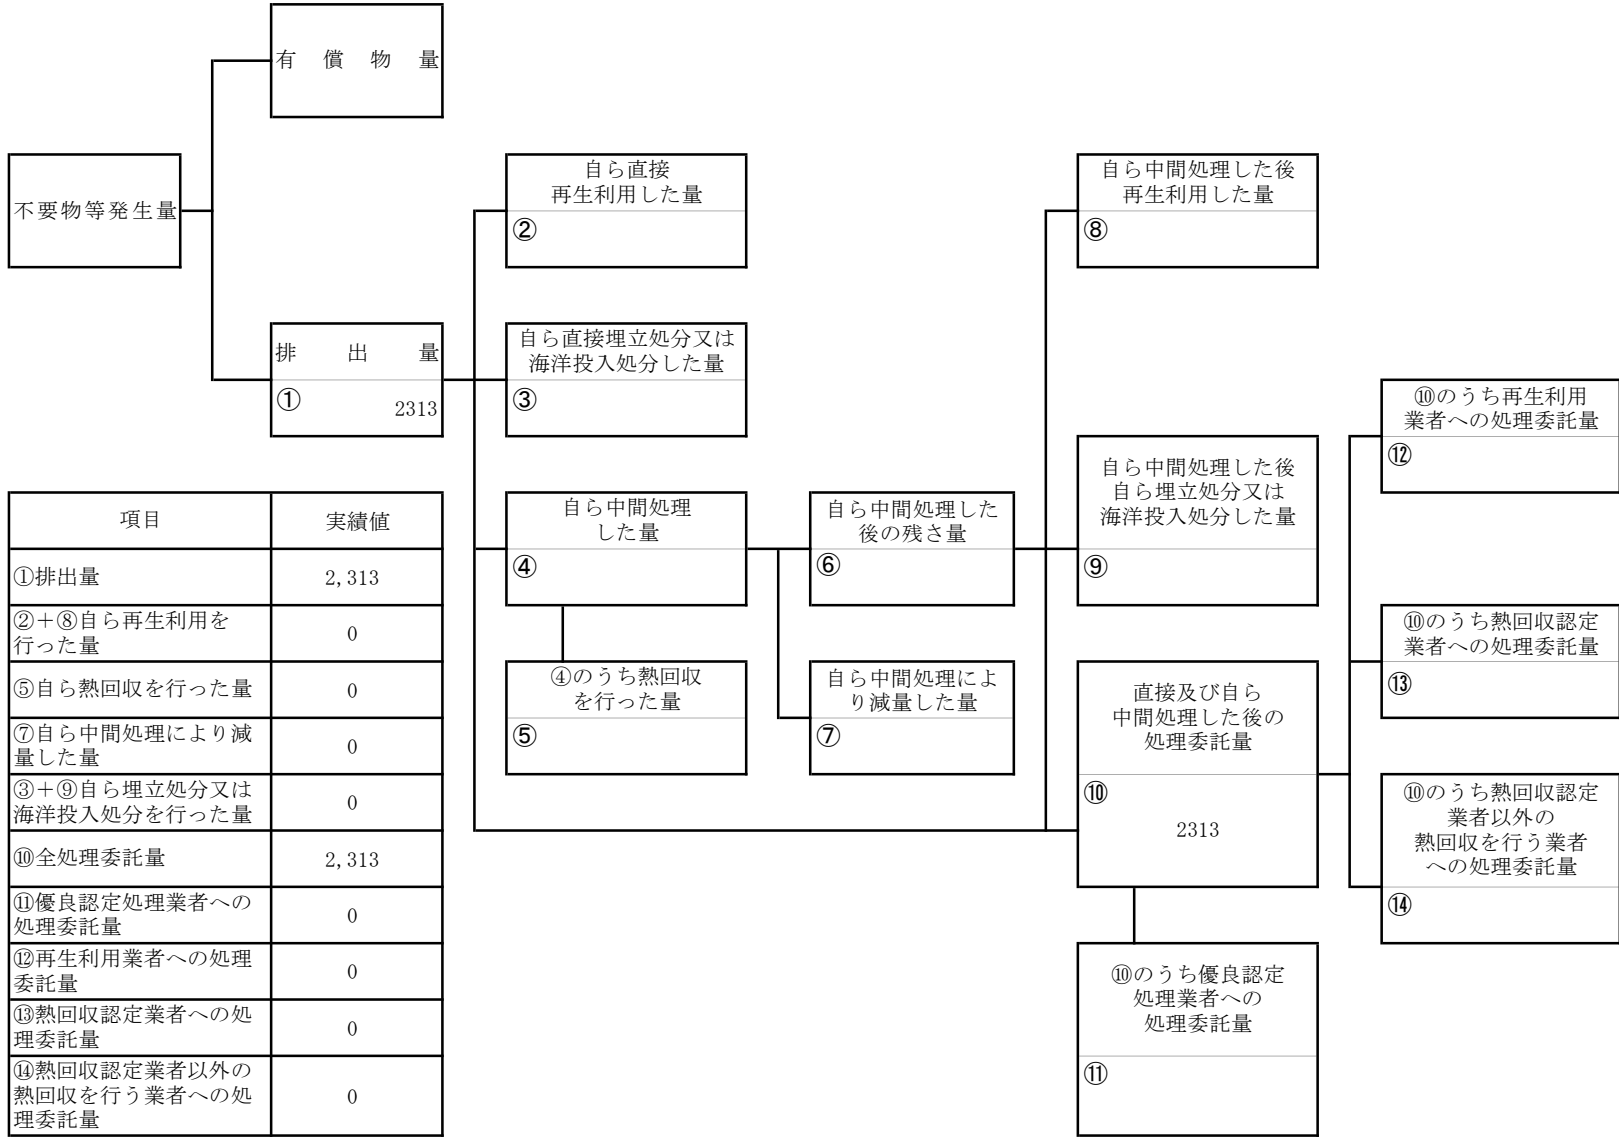 有償物量
不要物等発生量
自ら直接
再生利用した量
②
自ら中間処理した後
再生利用した量
⑧
排出量
①
2313
自ら直接埋立処分又は
海洋投入処分した量
③
⑩のうち再生利用
業者への処理委託量
⑫
自ら中間処理
した量
④
自ら中間処理した
後の残さ量
⑥
自ら中間処理した後
自ら埋立処分又は
海洋投入処分した量
⑨
⑩のうち熱回収認定
業者への処理委託量
⑬
④のうち熱回収
を行った量
⑤
自ら中間処理によ
り減量した量
⑦
直接及び自ら
中間処理した後の
処理委託量
⑩
2313
⑩のうち熱回収認定
業者以外の
熱回収を行う業者
への処理委託量
⑭
⑩のうち優良認定
処理業者への
処理委託量
⑪
項目 実績値
①排出量 2,313
②＋⑧自ら再生利用を
行った量 0
⑤自ら熱回収を行った量 0
⑦自ら中間処理により減
量した量 0
③＋⑨自ら埋立処分又は
海洋投入処分を行った量 0
⑩全処理委託量 2,313
⑪優良認定処理業者への
処理委託量 0
⑫再生利用業者への処理
委託量 0
⑬熱回収認定業者への処
理委託量 0
⑭熱回収認定業者以外の
熱回収を行う業者への処
理委託量 0